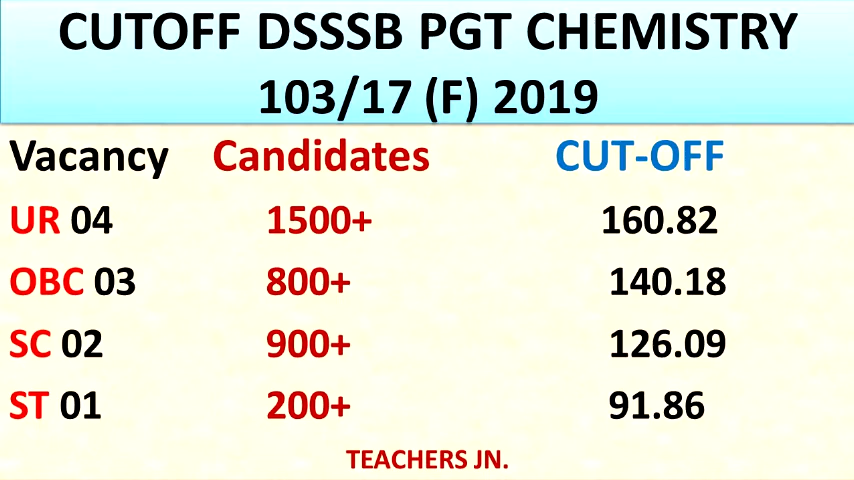 CUTOFF DSSSB PGT CHEMISTRY
103/17 (F) 2019
Vacancy Candidates CUT-OFF
UR 04 1500+ 160.82
OBC 03 800+ 140.18
SC 02 900+ 126.09
ST 01 200+ 91.86
TEACHERS JN.